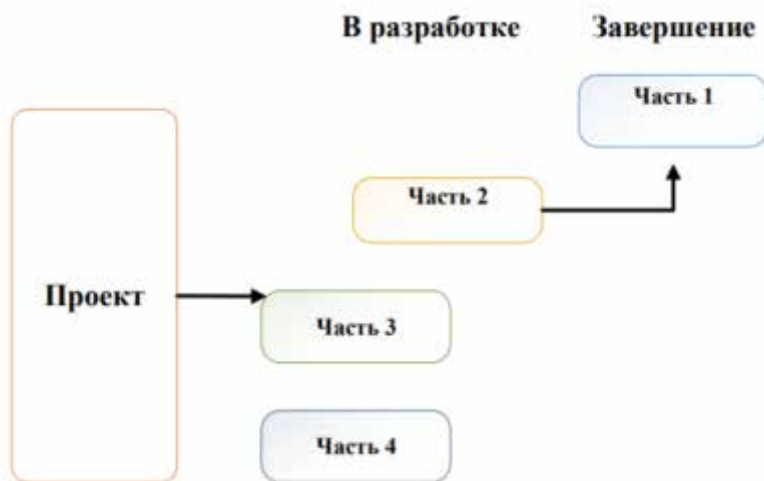 В разработке
Завершение
Часть 1
Часть 2
Проект
Часть 3
Часть 4